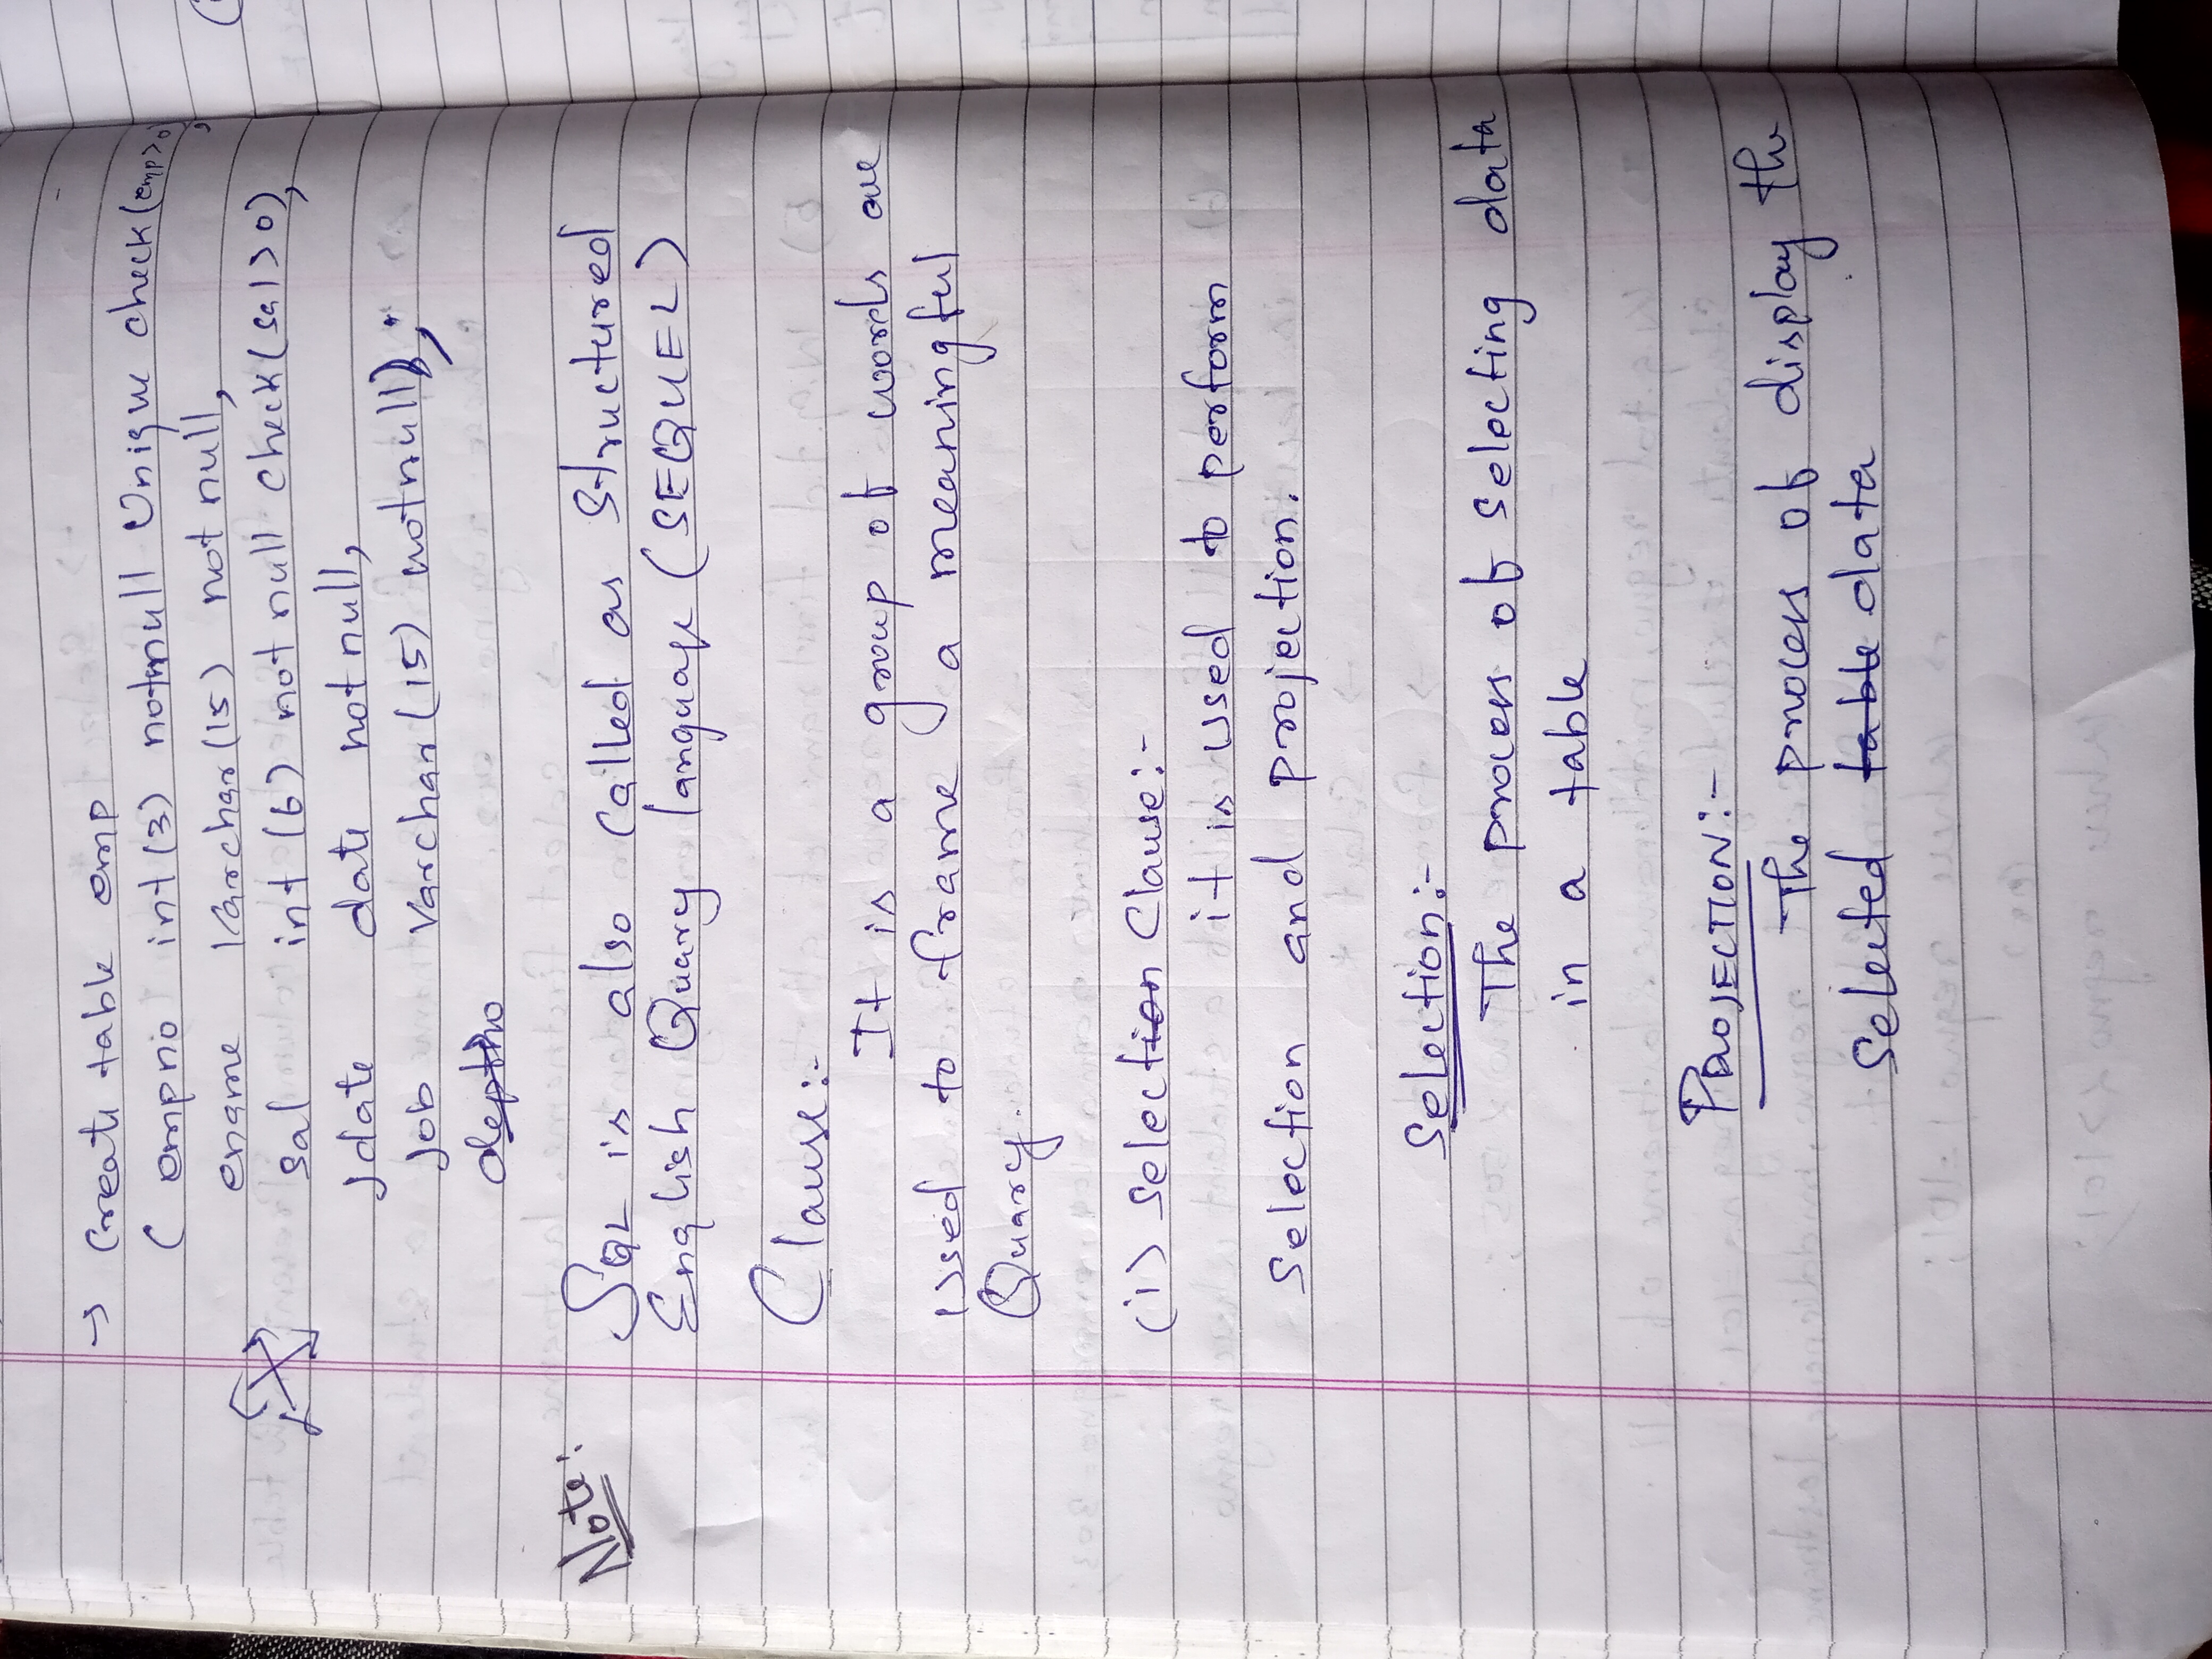 → Create table emp
( empno int (3) notnull Unique check (emp>0),
ename Varchar (15) not null,
sal int (6) not null check (sal>0),
Jdate date not null,
Job Varchar (15) notnull);
deptno
Note:
SQL is also called as Structured
English Quary language (SEQUEL)
Clause:-
It is a group of words are
used to frame a meaningful
Quary.
(i) Selection Clause:-
it is used to perform
Selection and projection.
Selection:-
The process of selecting data
in a table
PROJECTION:-
The process of display the
selected table data